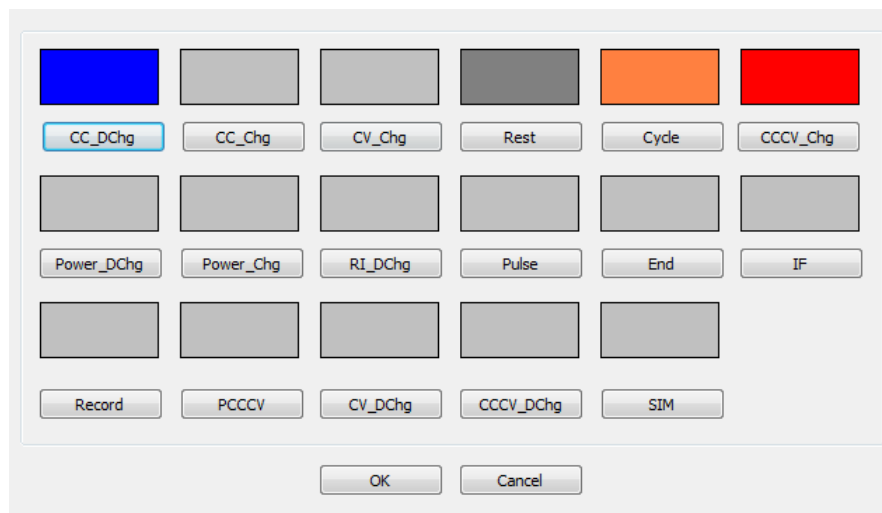 CC_DChg CC_Chg CV_Chg Rest Cycle CCCV_Chg
Power_DChg Power_Chg RI_DChg Pulse End IF
Record PCCCV CV_DChg CCCV_DChg SIM
OK Cancel